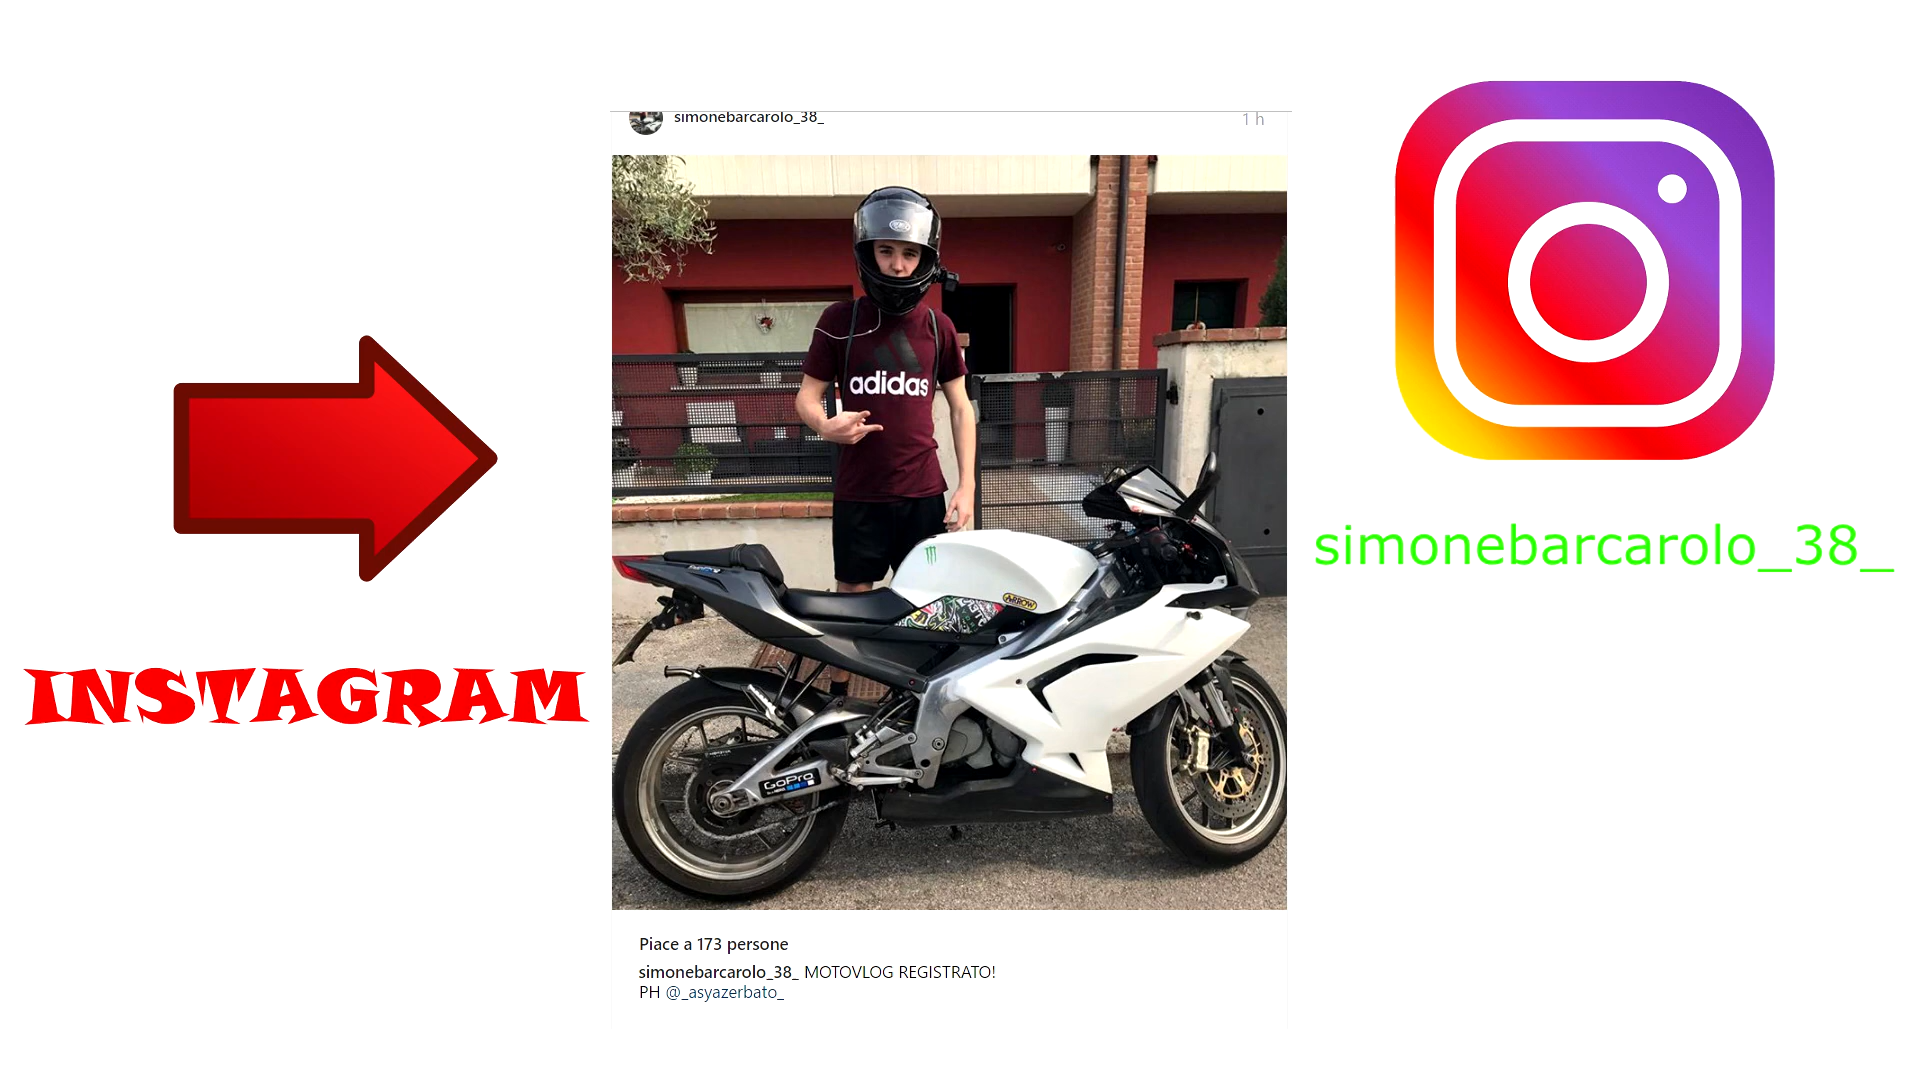 simonebarcarolo_38_
1 h
adidas
ARROW
GoPro
INSTAGRAM
simonebarcarolo_38_
Piace a 173 persone
simonebarcarolo_38_ MOTOVLOG REGISTRATO!
PH @_asyazerbato_